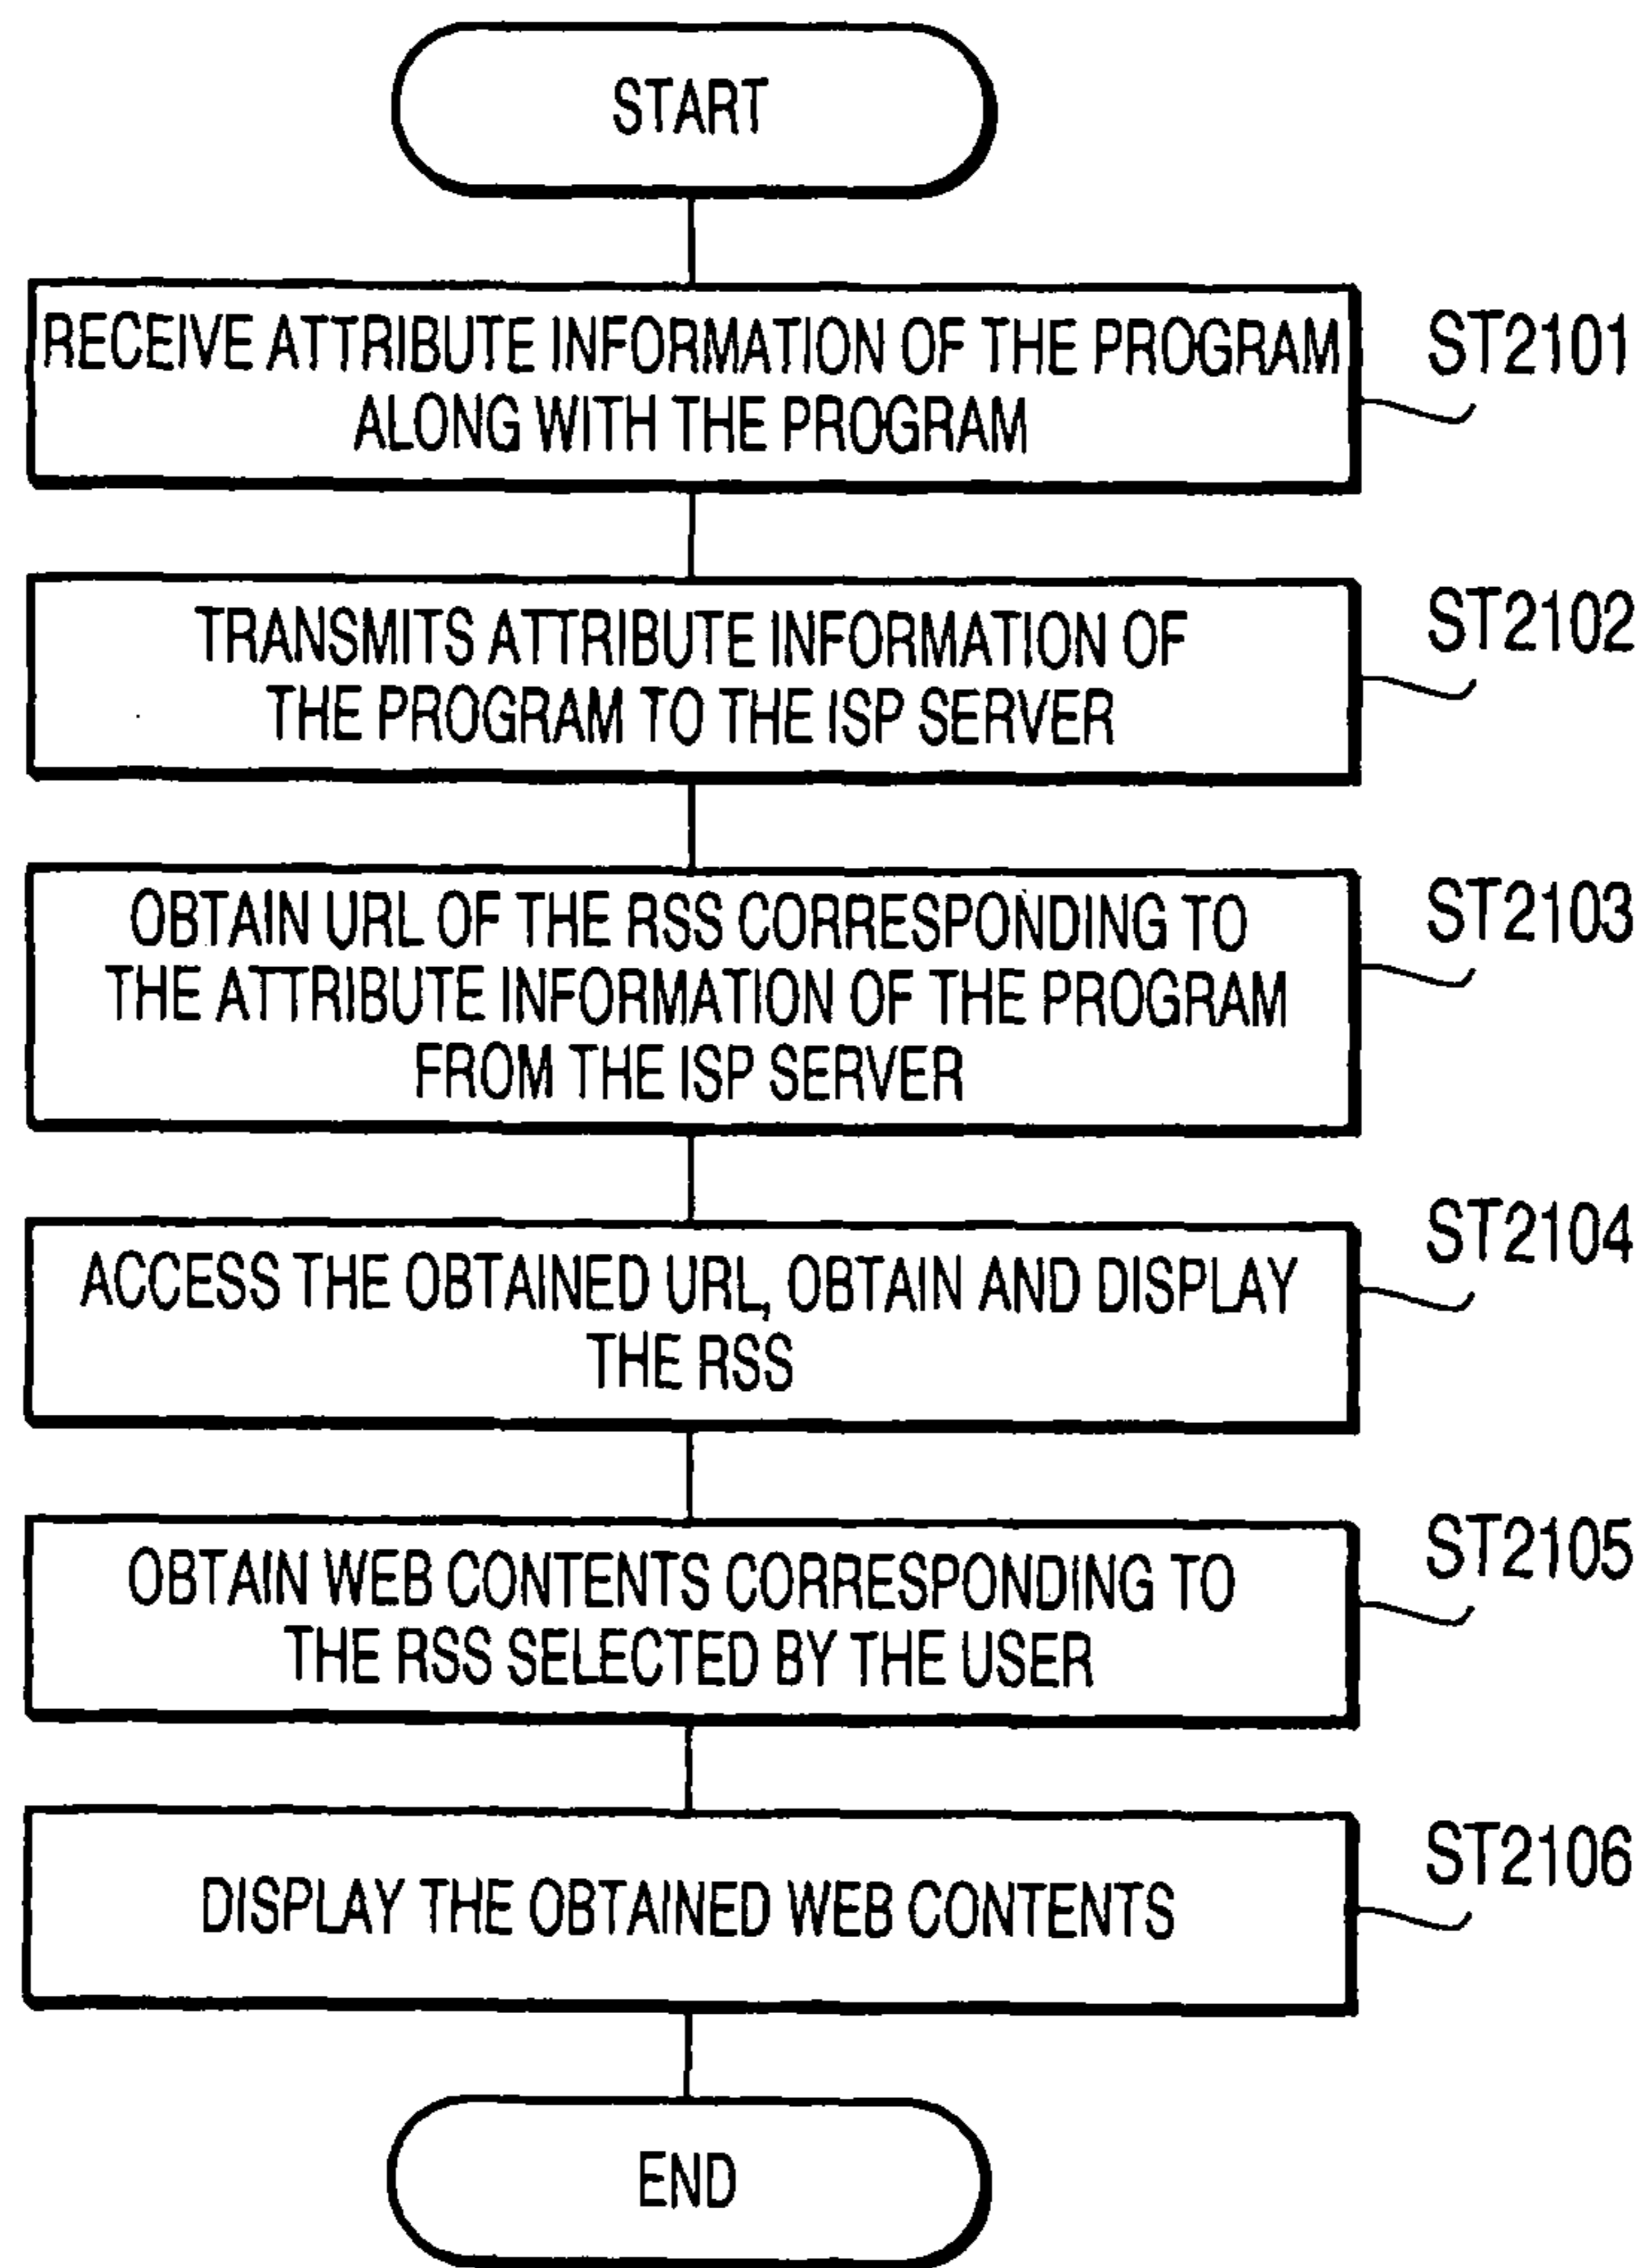 START
RECEIVE ATTRIBUTE INFORMATION OF THE PROGRAM
ALONG WITH THE PROGRAM
ST2101
TRANSMITS ATTRIBUTE INFORMATION OF
THE PROGRAM TO THE ISP SERVER
ST2102
OBTAIN URL OF THE RSS CORRESPONDING TO
THE ATTRIBUTE INFORMATION OF THE PROGRAM
FROM THE ISP SERVER
ST2103
ACCESS THE OBTAINED URL, OBTAIN AND DISPLAY
THE RSS
ST2104
OBTAIN WEB CONTENTS CORRESPONDING TO
THE RSS SELECTED BY THE USER
ST2105
DISPLAY THE OBTAINED WEB CONTENTS
ST2106
END